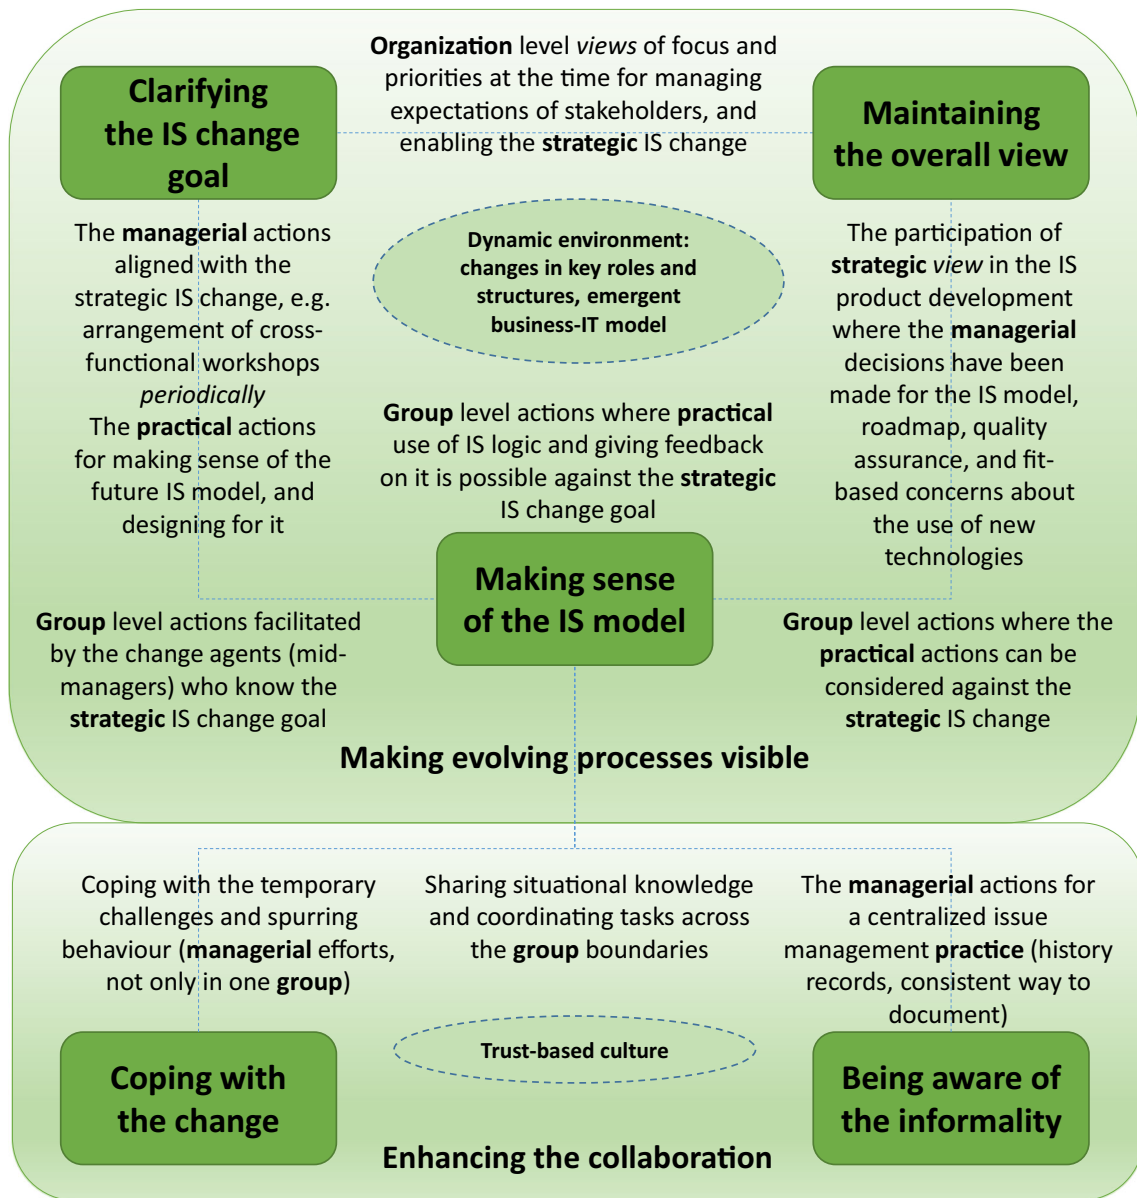 Organization level views of focus and
priorities at the time for managing
expectations of stakeholders, and
enabling the strategic IS change
Clarifying
the IS change
goal
Maintaining
the overall view
The managerial actions
aligned with the
strategic IS change, e.g.
arrangement of cross-
functional workshops
periodically
The practical actions
for making sense of the
future IS model, and
designing for it
Dynamic environment:
changes in key roles and
structures, emergent
business-IT model
The participation of
strategic view in the IS
product development
where the managerial
decisions have been
made for the IS model,
roadmap, quality
assurance, and fit-
based concerns about
the use of new
technologies
Group level actions where practical
use of IS logic and giving feedback
on it is possible against the strategic
IS change goal
Making sense
of the IS model
Group level actions facilitated
by the change agents (mid-
managers) who know the
strategic IS change goal
Group level actions where the
practical actions can be
considered against the
strategic IS change
Making evolving processes visible
Coping with the temporary
challenges and spurring
behaviour (managerial efforts,
not only in one group)
Sharing situational knowledge
and coordinating tasks across
the group boundaries
The managerial actions for
a centralized issue
management practice (history
records, consistent way to
document)
Coping with
the change
Trust-based culture
Being aware of
the informality
Enhancing the collaboration